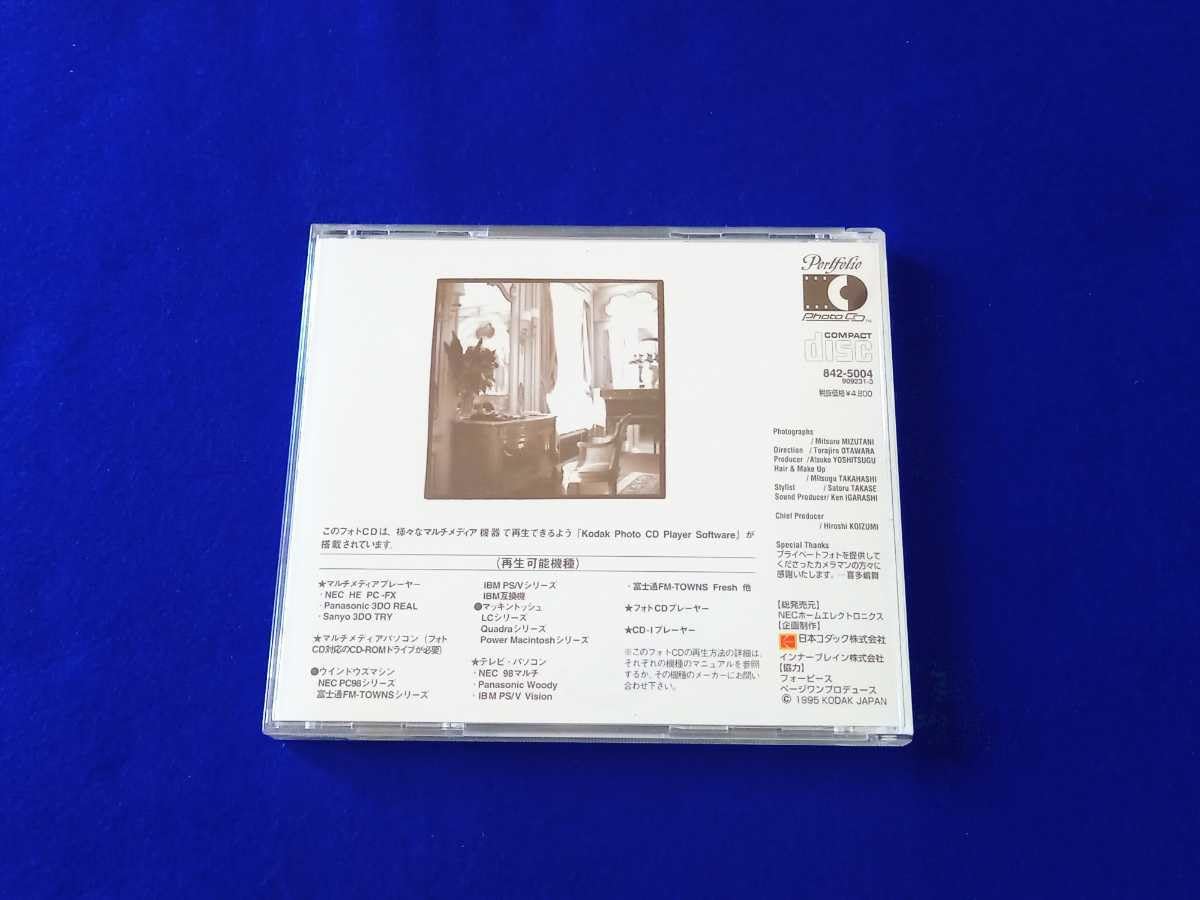 Portfolio
Photo CD™
COMPACT
disc
842-5004
909231-3
税抜価格¥4,800
Photographs
/ Mitsuru MIZUTANI
Direction / Torajiro OTAWARA
Producer /Atsuko YOSHITSUGU
Hair & Make Up
/ Mitsugu TAKAHASHI
Stylist / Satoru TAKASE
Sound Producer/ Ken IGARASHI
Chief Producer
/ Hiroshi KOIZUMI
Special Thanks
プライベートフォトを提供して
くださったカメラマンの方々に
感謝いたします。―喜多嶋舞
【総発売元】
NECホームエレクトロニクス
【企画制作】
日本コダック株式会社
インナーブレイン株式会社
【協力】
フォーピース
ページワンプロデュース
© 1995 KODAK JAPAN
このフォトCDは、様々なマルチメディア機器で再生できるよう「Kodak Photo CD Player Software」が
搭載されています.
(再生可能機種)
★マルチメディアプレーヤー
・NEC HE PC-FX
・Panasonic 3DO REAL
・Sanyo 3DO TRY
★マルチメディアパソコン (フォト
CD対応のCD-ROMドライブが必要)
●ウイントウズマシン
NEC PC98シリーズ
富士通FM-TOWNSシリーズ
IBM PS/Vシリーズ
IBM互換機
●マッキントッシュ
LCシリーズ
Quadraシリーズ
Power Macintoshシリーズ
★テレビ・パソコン
・NEC 98マルチ
・Panasonic Woody
・IBM PS/V Vision
・富士通FM-TOWNS Fresh 他
★フォトCDプレーヤー
★CD-Iプレーヤー
※このフォトCDの再生方法の詳細は、
それぞれの機種のマニュアルを参照
するか、その機種のメーカーにお問い
合わせ下さい。